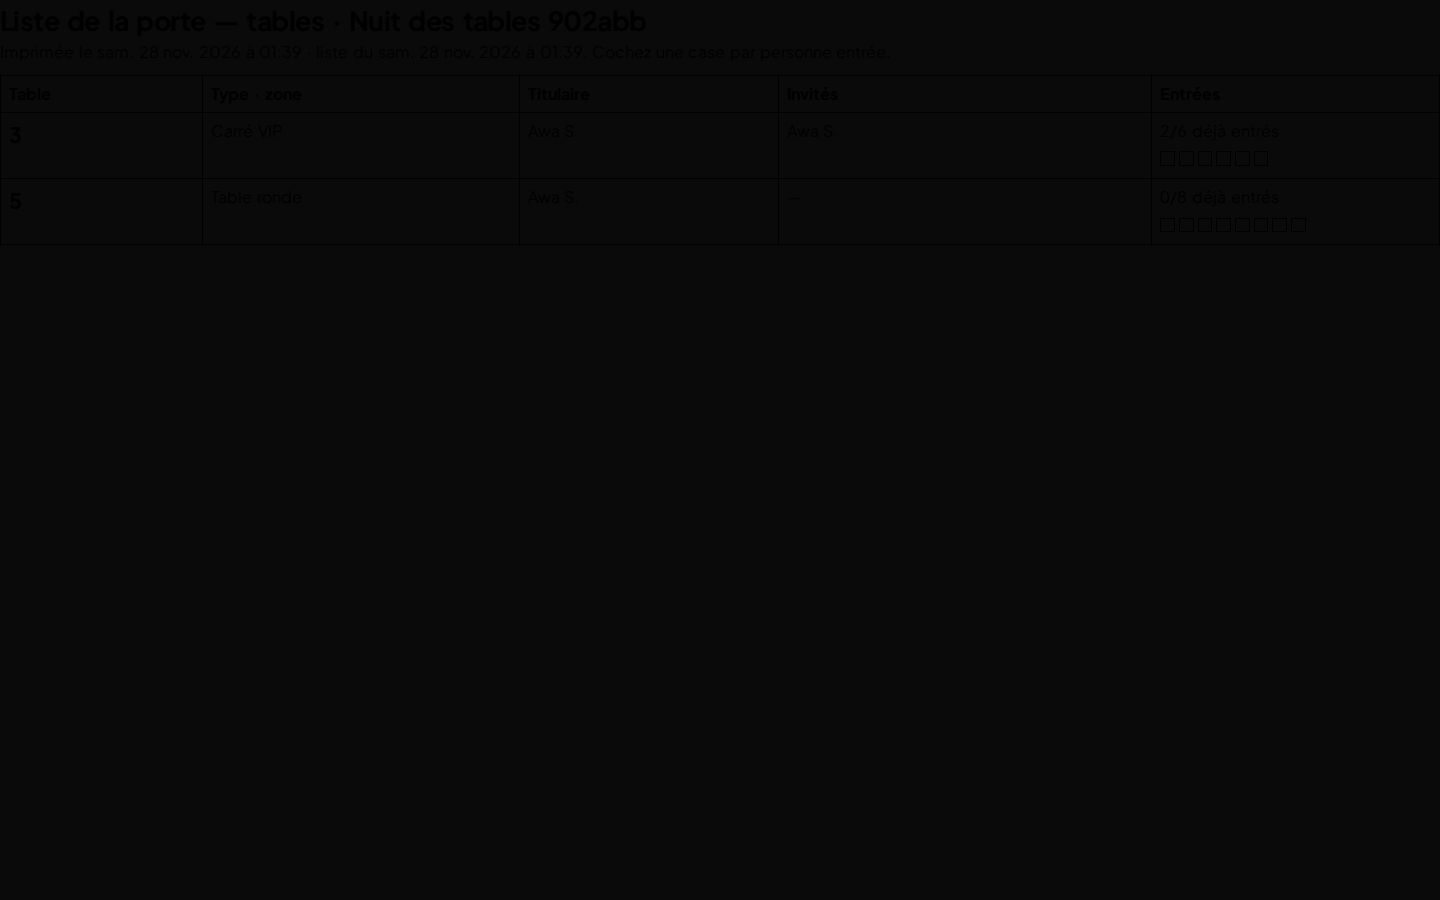 Liste de la porte — tables · Nuit des tables 902abb
Imprimée le sam. 28 nov. 2026 à 01:39 · liste du sam. 28 nov. 2026 à 01:39. Cochez une case par personne entrée.
Table Type · zone Titulaire Invités Entrées
3 Carré VIP Awa S. Awa S. 2/6 déjà entrés
5 Table ronde Awa S. — 0/8 déjà entrés